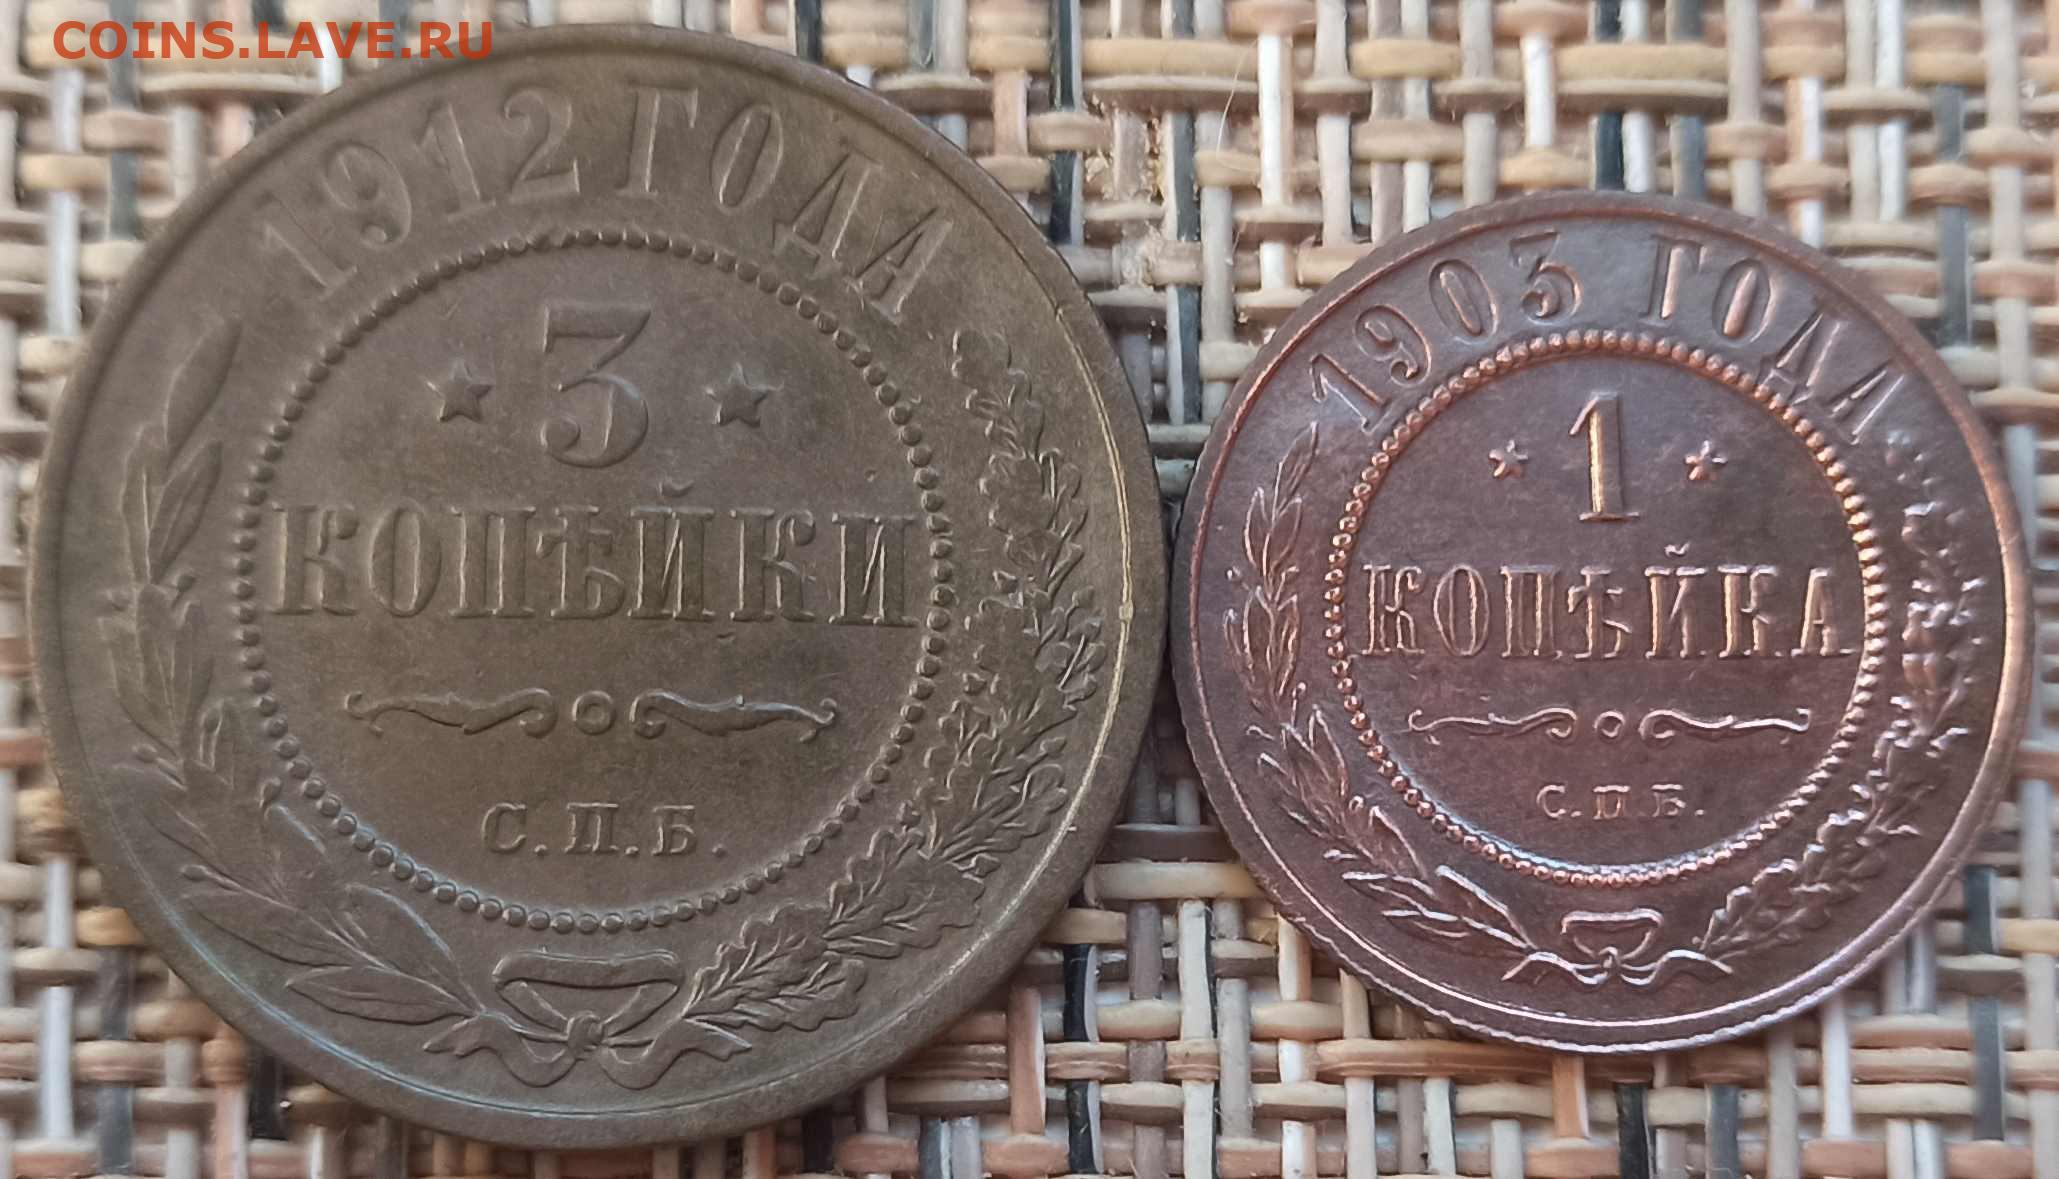 COINS.LAVE.RU
1912 ГОДА
3
КОПѢЙКИ
С.П.Б.
1903 ГОДА
1
КОПѢЙКА
С.П.Б.